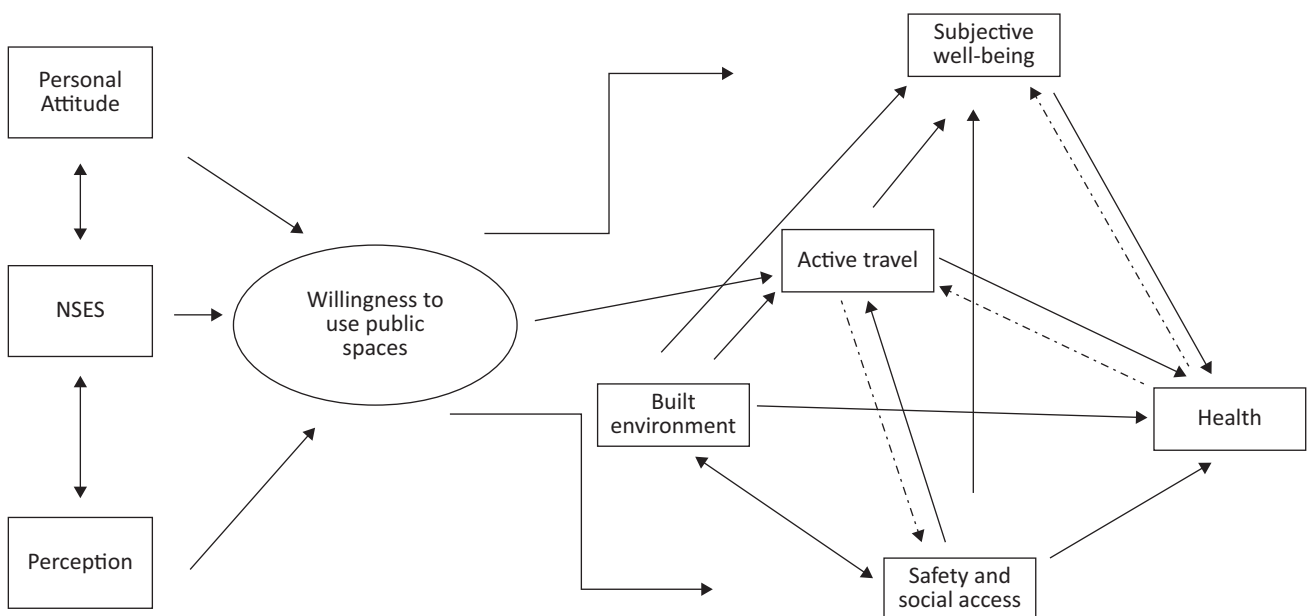 Personal
Attitude
NSES
Perception
Willingness to
use public
spaces
Subjective
well-being
Active travel
Built
environment
Health
Safety and
social access